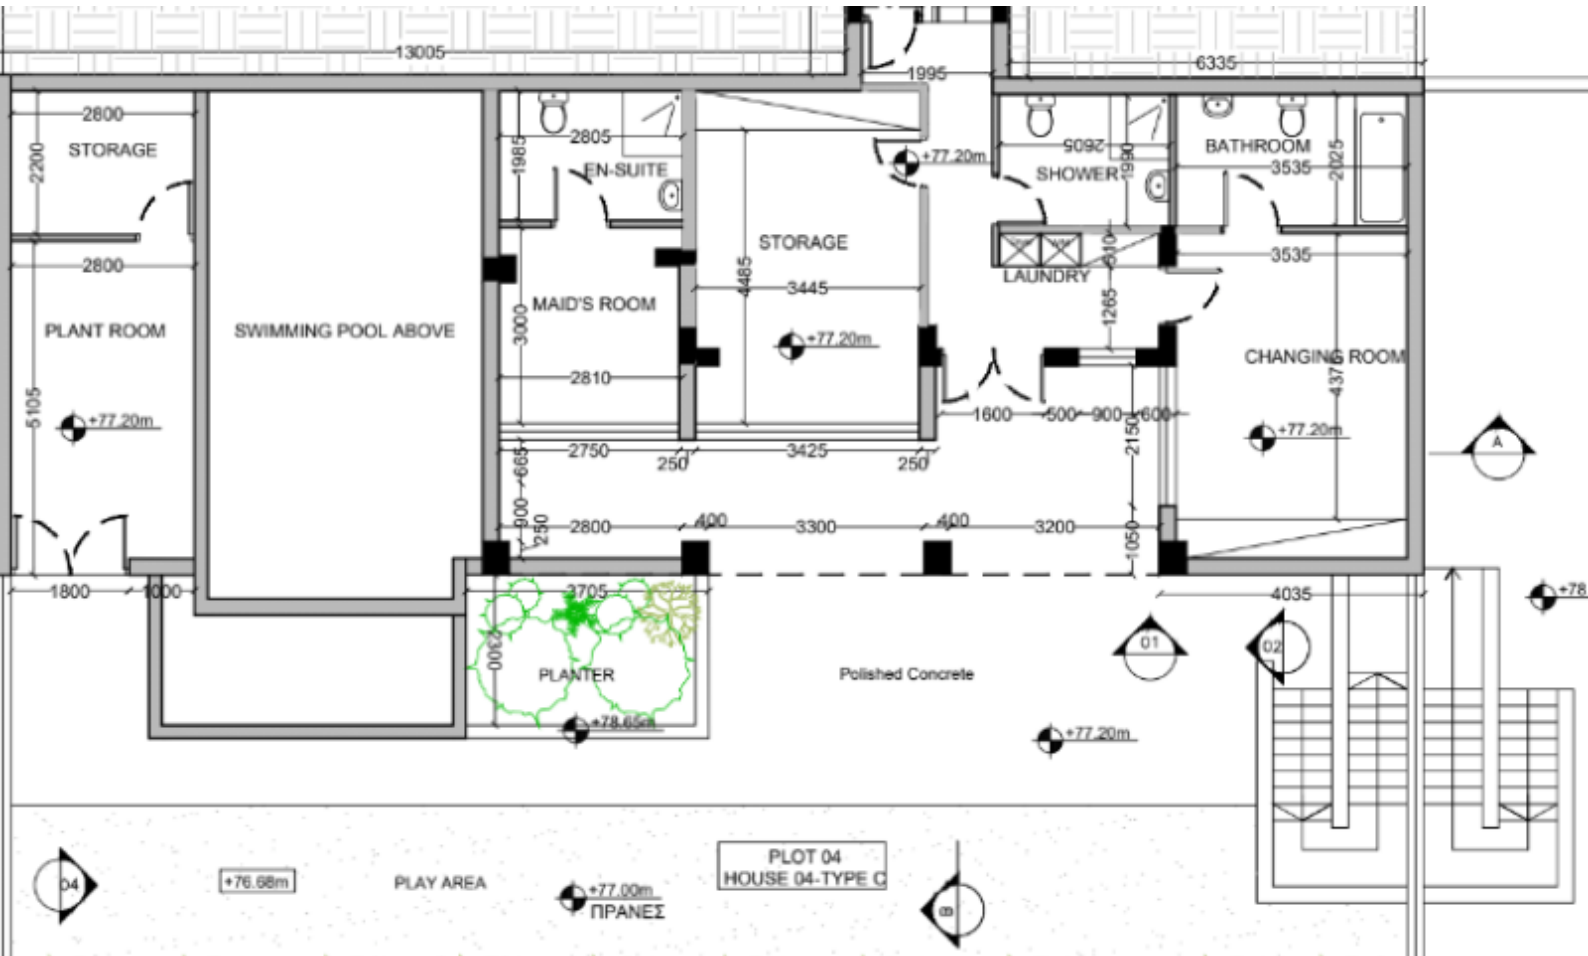 13005
1995
6335
2800
STORAGE
2200
2805
1985
EN-SUITE
+77.20m
2605
1990
SHOWER
BATHROOM
3535
2025
2800
PLANT ROOM
5105
+77.20m
SWIMMING POOL ABOVE
MAID'S ROOM
3000
2810
STORAGE
4485
3445
+77.20m
LAUNDRY
1265
3535
CHANGING ROOM
4375
+77.20m
1600
500
900
600
2150
2750
250
3425
250
665
900
250
2800
400
3300
400
3200
1050
A
1800
1000
3705
2300
PLANTER
+78.65m
Polished Concrete
+77.20m
4035
01
02
+78
04
+76.68m
PLAY AREA
+77.00m
ΠΡΑΝΕΣ
PLOT 04
HOUSE 04-TYPE C
B